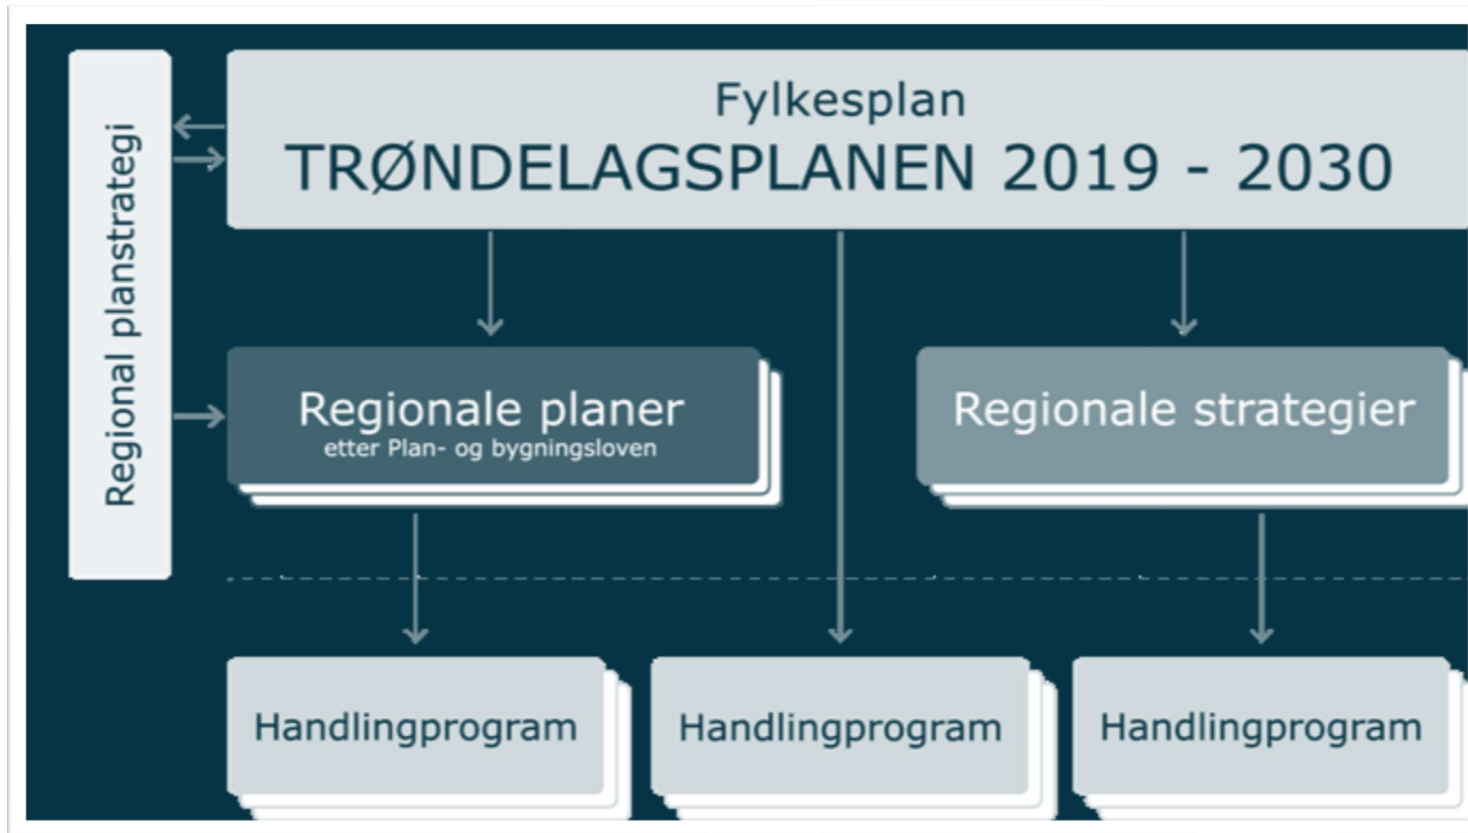 Regional planstrategi
Fylkesplan
TRØNDELAGSPLANEN 2019 - 2030
Regionale planer
etter Plan- og bygningsloven
Regionale strategier
Handlingprogram
Handlingprogram
Handlingprogram